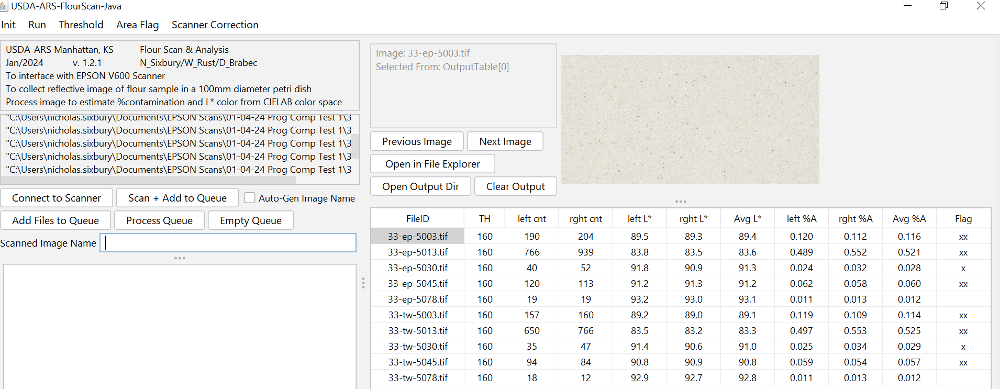 USDA-ARS-FlourScan-Java
Init Run Threshold Area Flag Scanner Correction
USDA-ARS Manhattan, KS Flour Scan & Analysis
Jan/2024 v. 1.2.1 N_Sixbury/W_Rust/D_Brabec
To interface with EPSON V600 Scanner
To collect reflective image of flour sample in a 100mm diameter petri dish
Process image to estimate %contamination and L* color from CIELAB color space
"C:\Users\nicholas.sixbury\Documents\EPSON Scans\01-04-24 Prog Comp Test 1\3
"C:\Users\nicholas.sixbury\Documents\EPSON Scans\01-04-24 Prog Comp Test 1\3
"C:\Users\nicholas.sixbury\Documents\EPSON Scans\01-04-24 Prog Comp Test 1\3
"C:\Users\nicholas.sixbury\Documents\EPSON Scans\01-04-24 Prog Comp Test 1\3
"C:\Users\nicholas.sixbury\Documents\EPSON Scans\01-04-24 Prog Comp Test 1\3
Connect to Scanner Scan + Add to Queue Auto-Gen Image Name
Add Files to Queue Process Queue Empty Queue
Scanned Image Name
Image: 33-ep-5003.tif
Selected From: OutputTable[0]
Previous Image Next Image
Open in File Explorer
Open Output Dir Clear Output
FileID TH left cnt rght cnt left L* rght L* Avg L* left %A rght %A Avg %A Flag
33-ep-5003.tif 160 190 204 89.5 89.3 89.4 0.120 0.112 0.116 xx
33-ep-5013.tif 160 766 939 83.8 83.5 83.6 0.489 0.552 0.521 xx
33-ep-5030.tif 160 40 52 91.8 90.9 91.3 0.024 0.032 0.028 x
33-ep-5045.tif 160 120 113 91.2 91.3 91.2 0.062 0.058 0.060 xx
33-ep-5078.tif 160 19 19 93.2 93.0 93.1 0.011 0.013 0.012
33-tw-5003.tif 160 157 160 89.2 89.0 89.1 0.119 0.109 0.114 xx
33-tw-5013.tif 160 650 766 83.5 83.2 83.3 0.497 0.553 0.525 xx
33-tw-5030.tif 160 35 47 91.4 90.6 91.0 0.025 0.034 0.029 x
33-tw-5045.tif 160 94 84 90.8 90.9 90.8 0.059 0.054 0.057 xx
33-tw-5078.tif 160 18 12 92.9 92.7 92.8 0.011 0.013 0.012